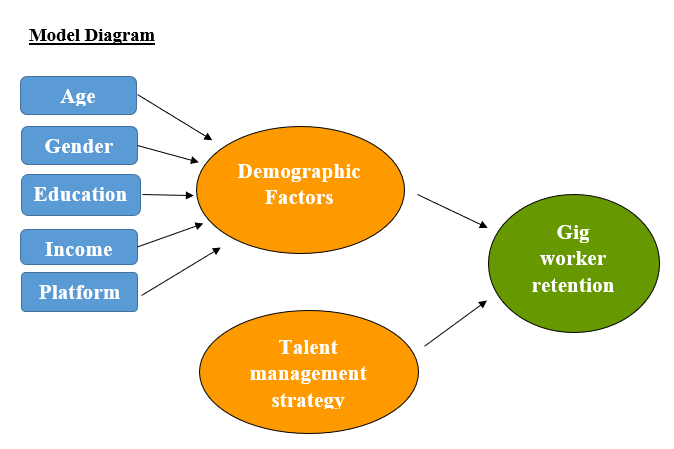 Model Diagram
Age
Gender
Education
Income
Platform
Demographic
Factors
Talent
management
strategy
Gig
worker
retention